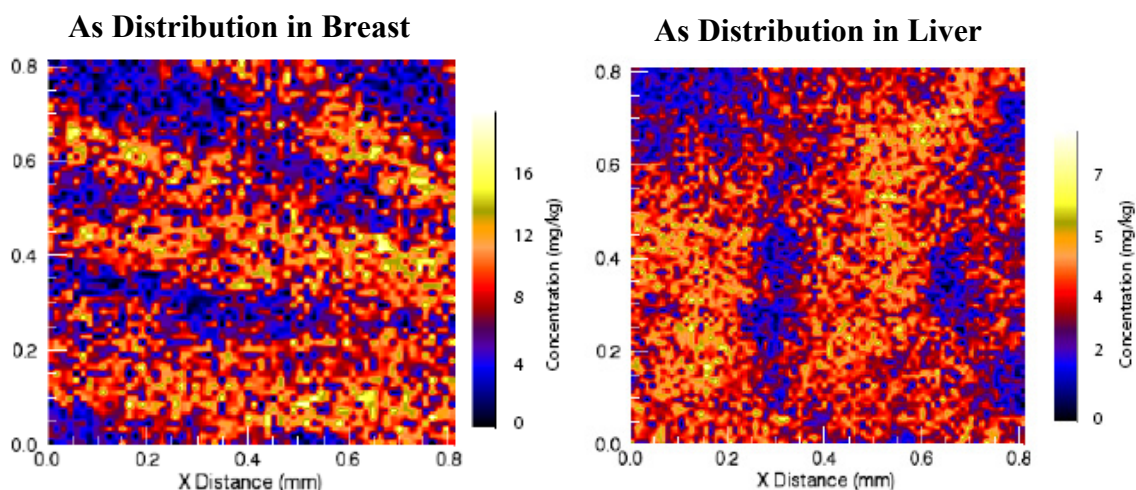 As Distribution in Breast
0.8
0.6
0.4
0.2
0.0
0.0 0.2 0.4 0.6 0.8
X Distance (mm)
16
12
8
4
0
Concentration (mg/kg)
As Distribution in Liver
0.8
0.6
0.4
0.2
0.0
0.0 0.2 0.4 0.6 0.8
X Distance (mm)
7
5
4
2
0
Concentration (mg/kg)